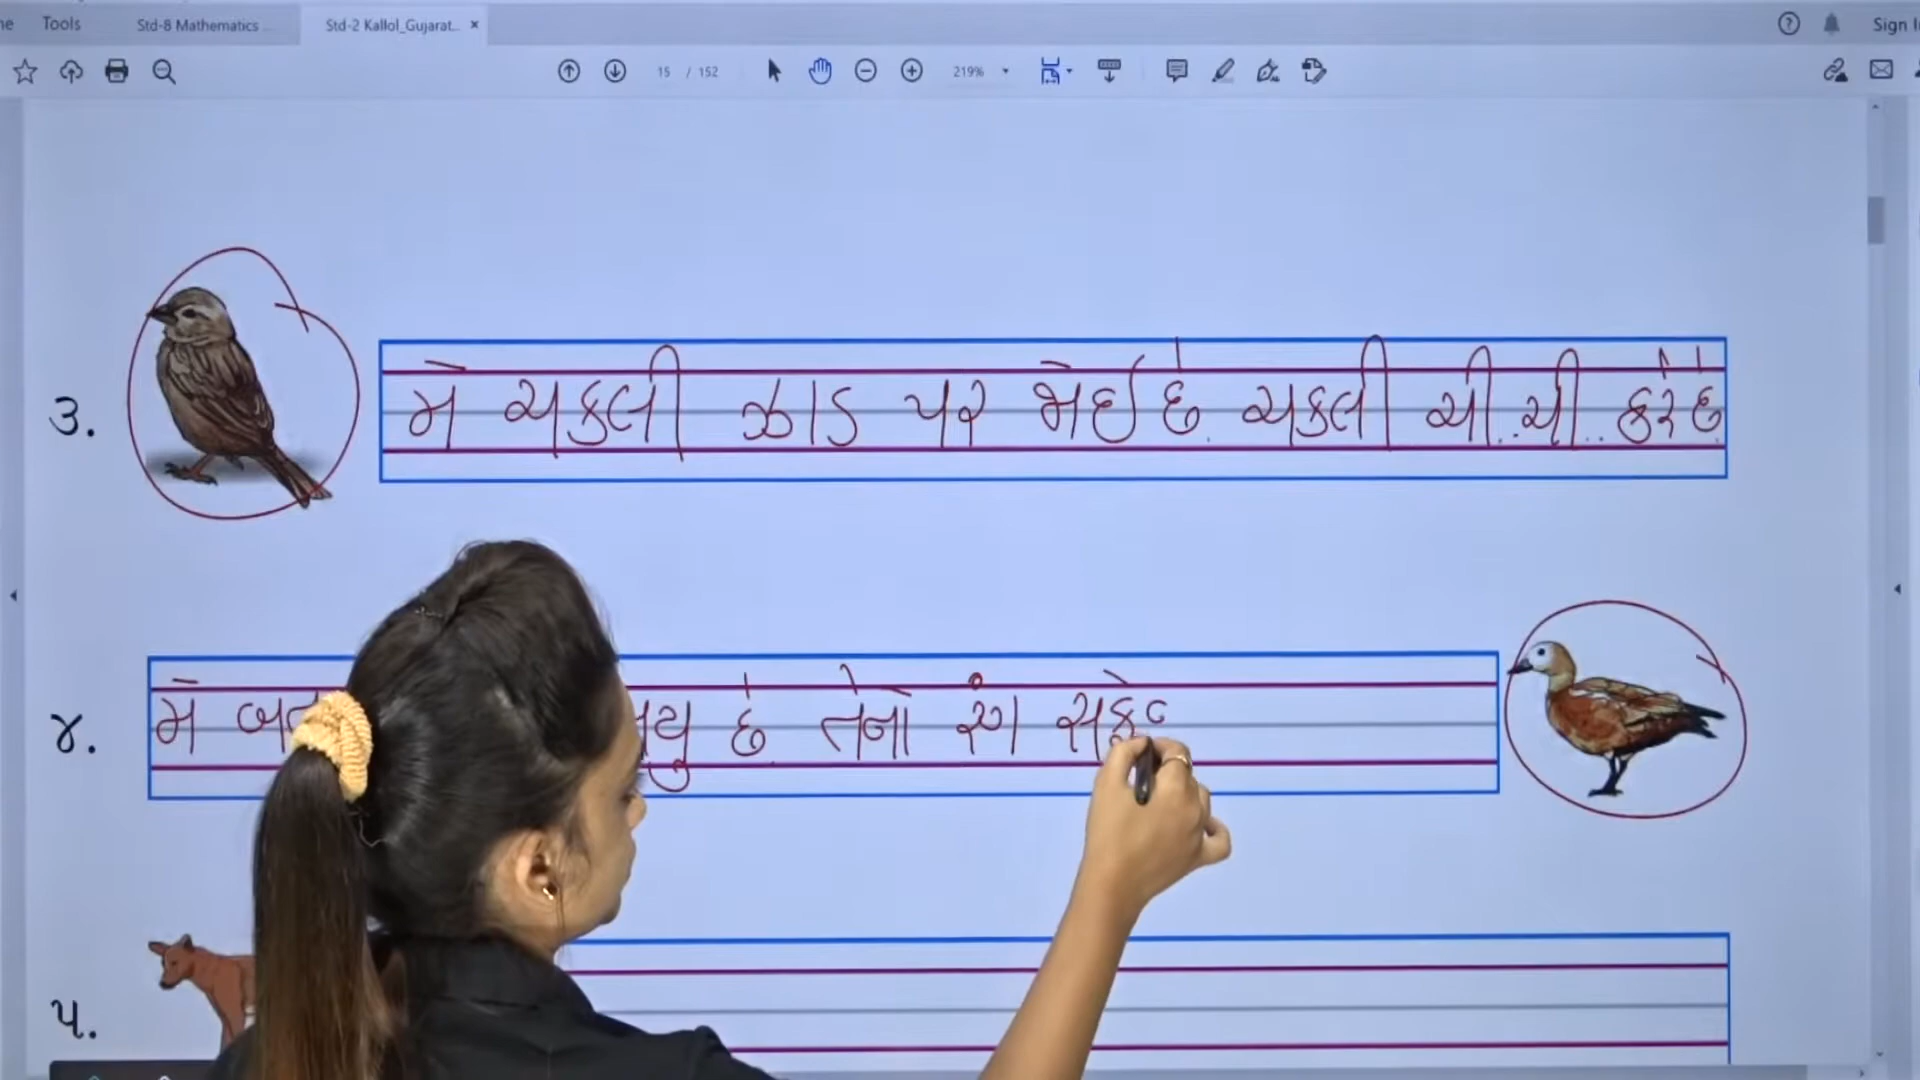 Tools
Std-8 Mathematics ...
Std-2 Kallol_Gujarat...
Sign I
15 / 152
219%
૩.
મે ચકલી ઝાડ પર જોઈ છે. ચકલી ચી..ચી.. કરે છે.
૪.
મે છે. તેનો રંગ સફે
૫.